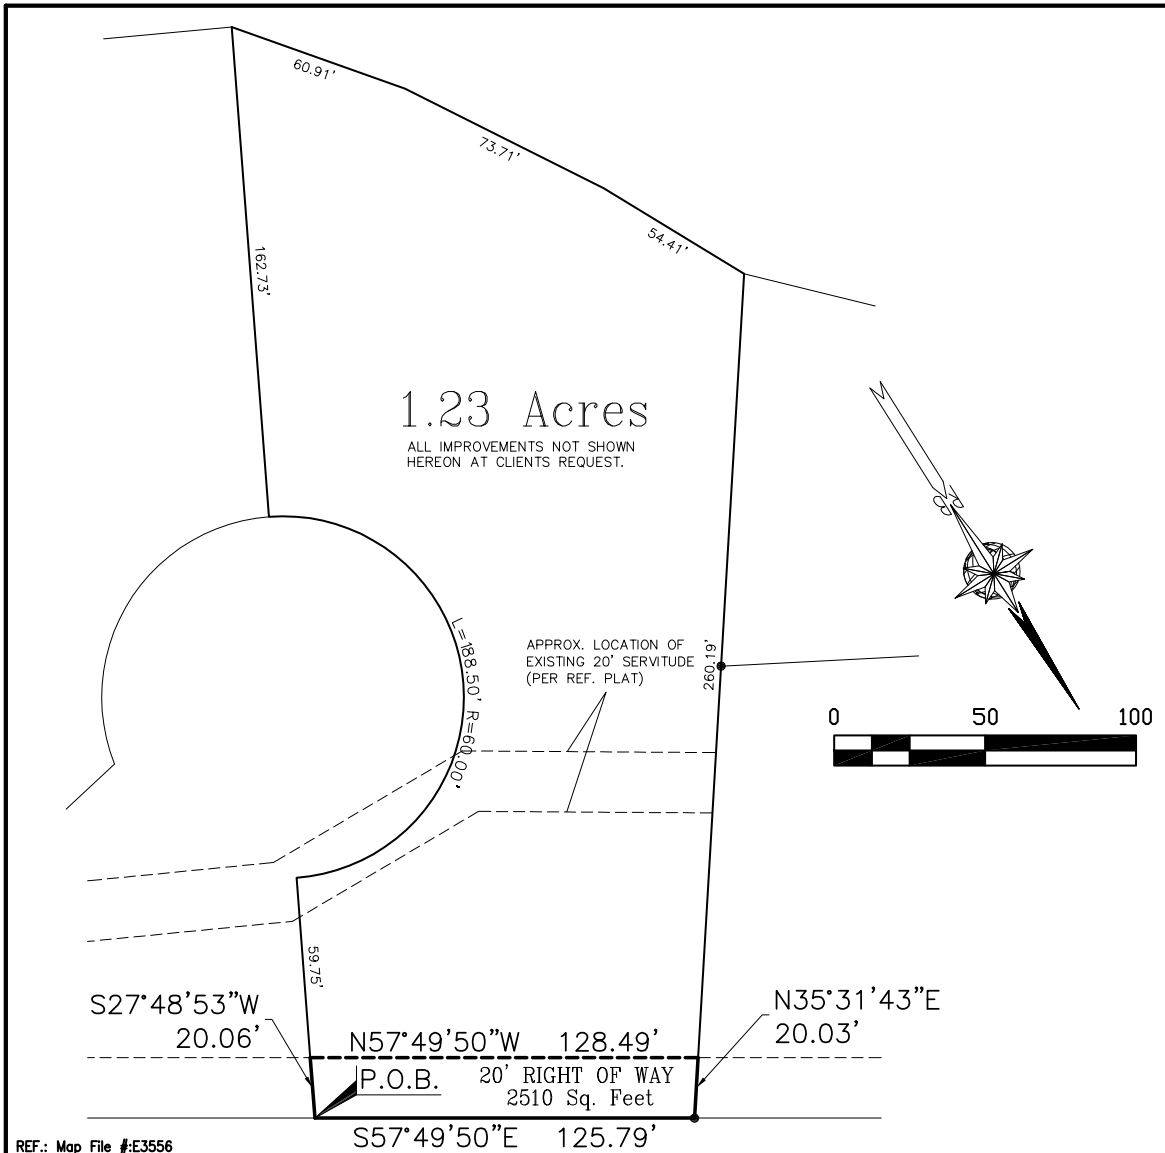 60.91'
73.71'
54.41'
162.73'
1.23 Acres
ALL IMPROVEMENTS NOT SHOWN
HEREON AT CLIENTS REQUEST.
L=188.50' R=60.00'
APPROX. LOCATION OF
EXISTING 20' SERVITUDE
(PER REF. PLAT)
260.19'
0 50 100
59.75'
S27°48'53"W
20.06'
N35°31'43"E
20.03'
N57°49'50"W 128.49'
P.O.B.
20' RIGHT OF WAY
2510 Sq. Feet
S57°49'50"E 125.79'
REF.: Map File #:E3556